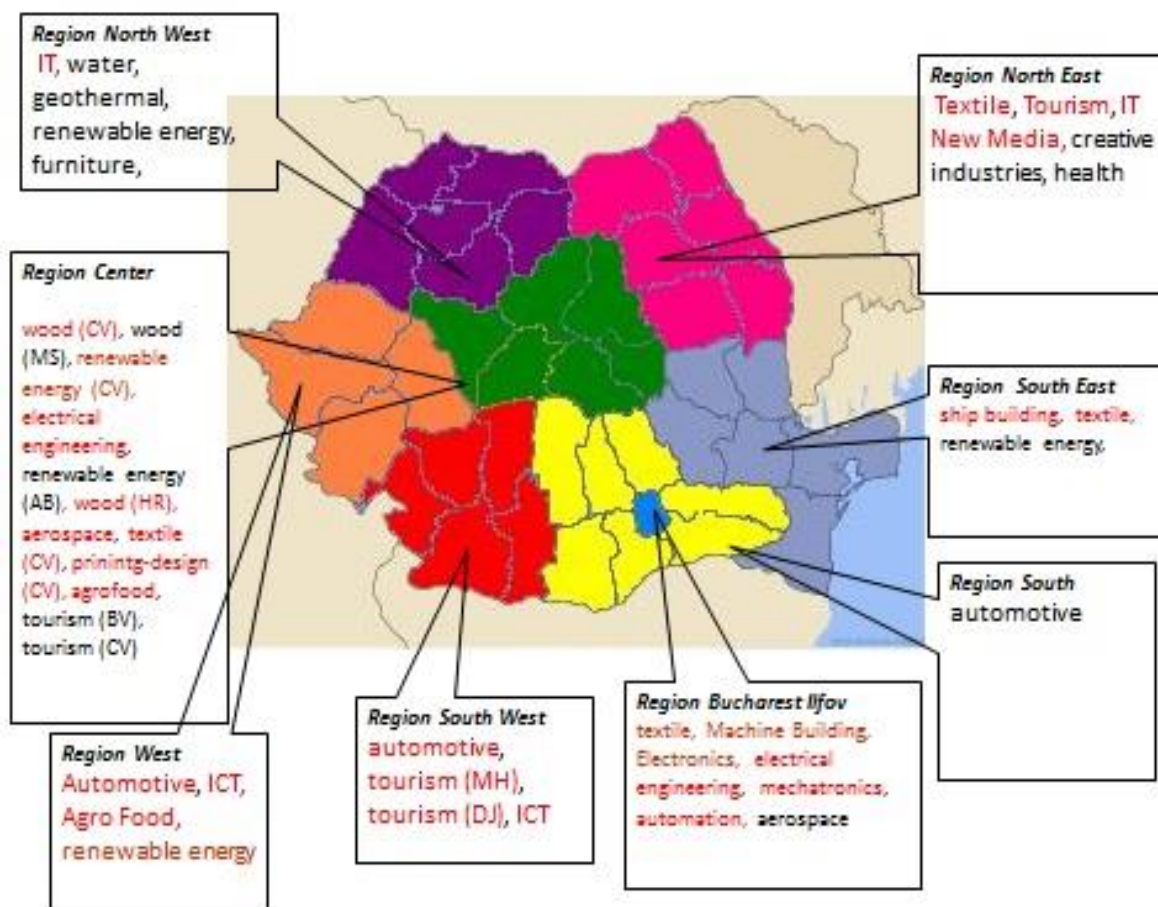 Region North West
IT, water,
geothermal,
renewable energy,
furniture,
Region North East
Textile, Tourism, IT
New Media, creative
industries, health
Region Center
wood (CV), wood
(MS), renewable
energy (CV),
electrical
engineering,
renewable energy
(AB), wood (HR),
aerospace, textile
(CV), prinintg-design
(CV), agrofood,
tourism (BV),
tourism (CV)
Region South East
ship building, textile,
renewable energy,
Region South
automotive
Region West
Automotive, ICT,
Agro Food,
renewable energy
Region South West
automotive,
tourism (MH),
tourism (DJ), ICT
Region Bucharest Ilfov
textile, Machine Building,
Electronics, electrical
engineering, mechatronics,
automation, aerospace